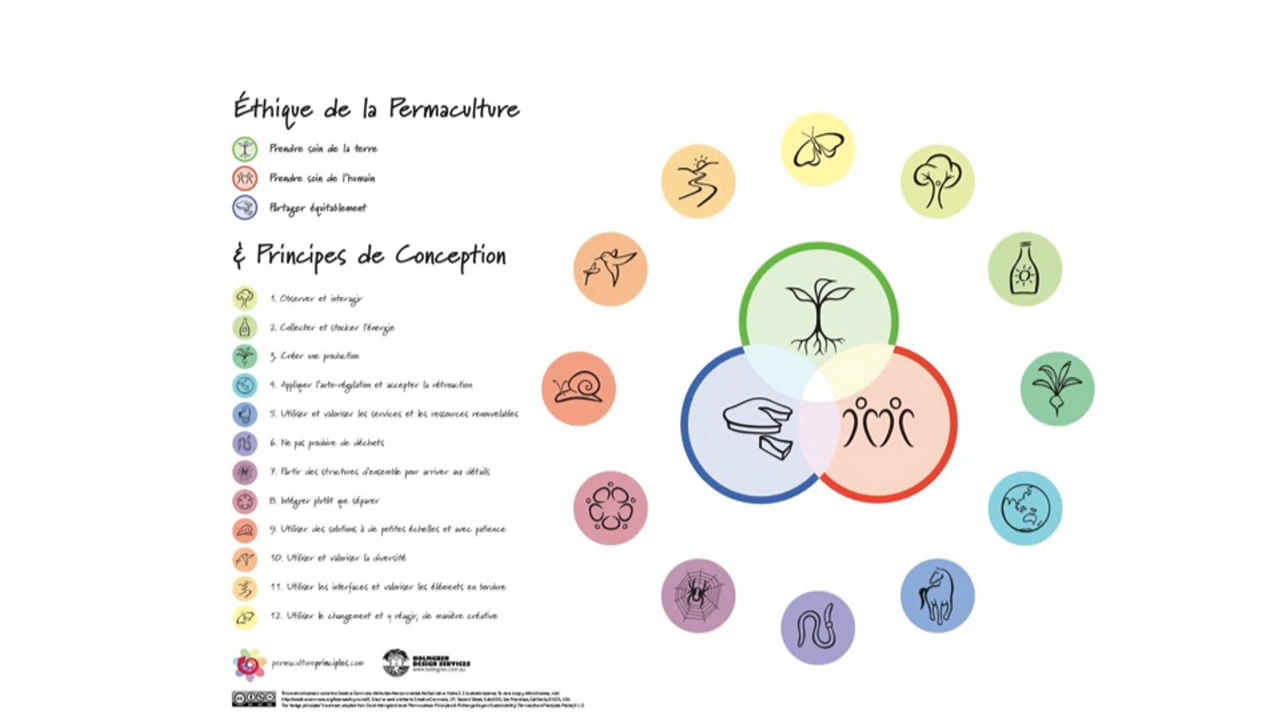 Éthique de la Permaculture
Prendre soin de la terre
Prendre soin de l'humain
Partager équitablement
& Principes de Conception
1. Observer et interagir
2. Collecter et stocker l'énergie
3. Créer une production
4. Appliquer l'auto-régulation et accepter la rétroaction
5. Utiliser et valoriser les services et les ressources renouvelables
6. Ne pas produire de déchets
7. Partir des structures d'ensemble pour arriver aux détails
8. Intégrer plutôt que séparer
9. Utiliser des solutions à de petites échelles et avec patience
10. Utiliser et valoriser la diversité
11. Utiliser les interfaces et valoriser les éléments en bordure
12. Utiliser le changement et y réagir, de manière créative
permacultureprinciples.com
HOLMGREN
DESIGN SERVICES
www.holmgren.com.au